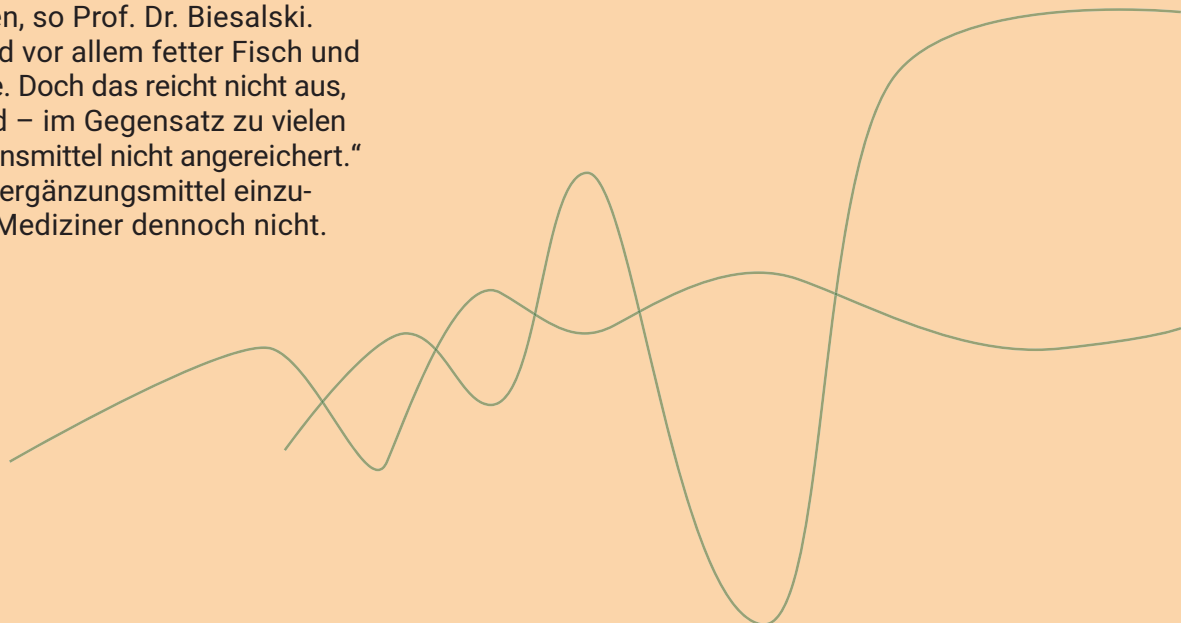 en, so Prof. Dr. Biesalski.
d vor allem fetter Fisch und
e. Doch das reicht nicht aus,
d – im Gegensatz zu vielen
nsmittel nicht angereichert.“
ergänzungsmittel einzu-
Mediziner dennoch nicht.